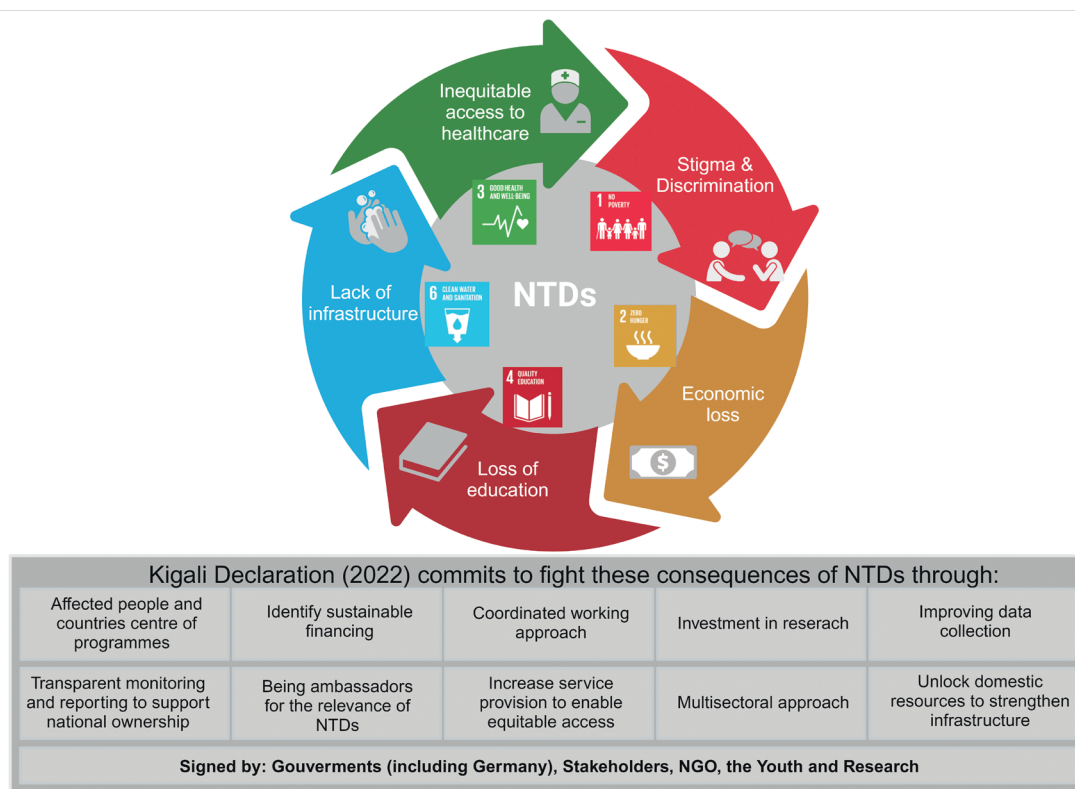 Inequitable
access to
healthcare
Stigma &
Discrimination
3 GOOD HEALTH
AND WELL-BEING
1 NO
POVERTY
Lack of
infrastructure
6 CLEAN WATER
AND SANITATION
NTDs
2 ZERO
HUNGER
4 QUALITY
EDUCATION
Economic
loss
$
Loss of
education
Kigali Declaration (2022) commits to fight these consequences of NTDs through:
Affected people and
countries centre of
programmes
Identify sustainable
financing
Coordinated working
approach
Investment in reserach
Improving data
collection
Transparent monitoring
and reporting to support
national ownership
Being ambassadors
for the relevance of
NTDs
Increase service
provision to enable
equitable access
Multisectoral approach
Unlock domestic
resources to strengthen
infrastructure
Signed by: Gouverments (including Germany), Stakeholders, NGO, the Youth and Research